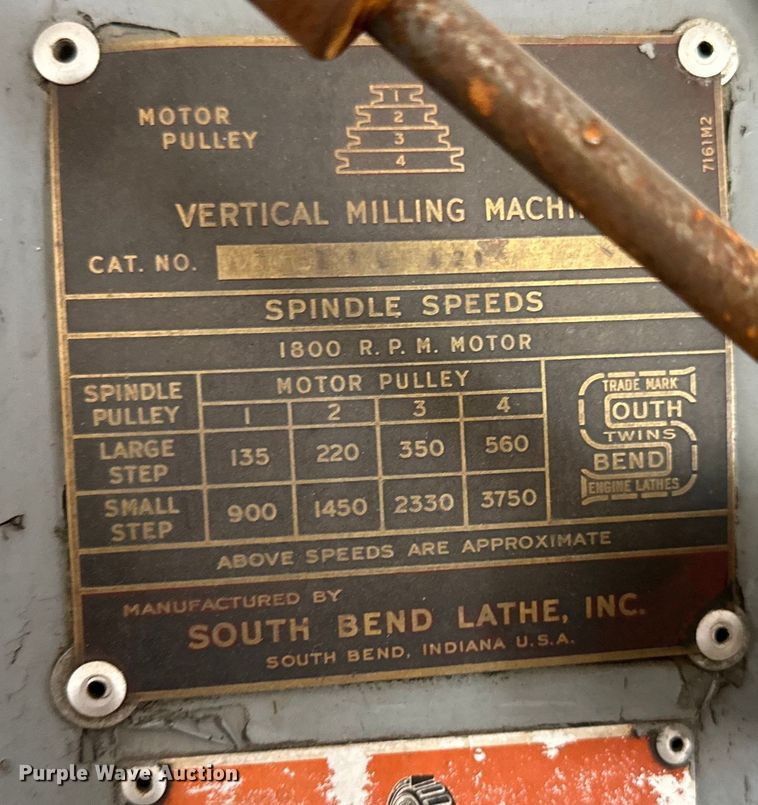 MOTOR
PULLEY
1
2
3
4
7161M2
VERTICAL MILLING
CAT. NO.
SPINDLE SPEEDS
1800 R.P.M. MOTOR
SPINDLE PULLEY MOTOR PULLEY
1 2 3 4
LARGE STEP 135 220 350 560
SMALL STEP 900 1450 2330 3750
TRADE MARK
SOUTH
TWINS
BEND
ENGINE LATHES
ABOVE SPEEDS ARE APPROXIMATE
MANUFACTURED BY
SOUTH BEND LATHE, INC.
SOUTH BEND, INDIANA U.S.A.
Purple Wave Auction